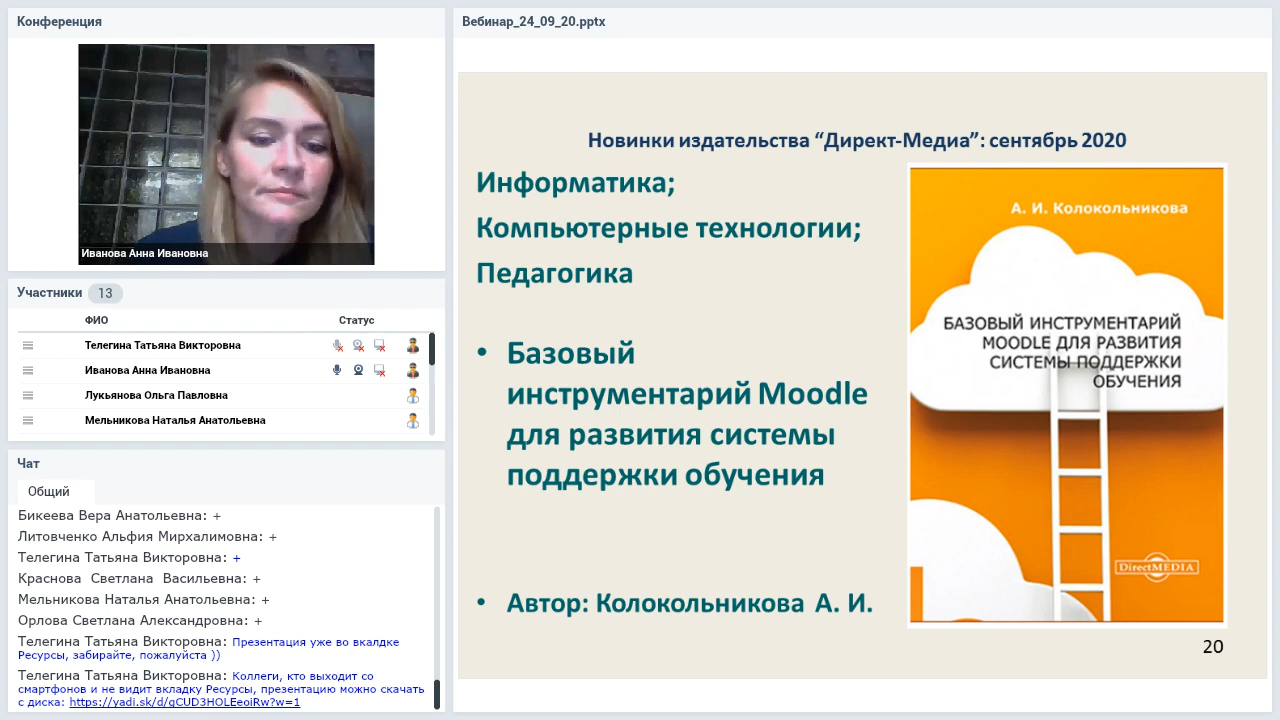 Конференция
Иванова Анна Ивановна
Участники 13
ФИО Статус
Телегина Татьяна Викторовна
Иванова Анна Ивановна
Лукьянова Ольга Павловна
Мельникова Наталья Анатольевна
Чат
Общий
Бикеева Вера Анатольевна: +
Литовченко Альфия Мирхалимовна: +
Телегина Татьяна Викторовна: +
Краснова Светлана Васильевна: +
Мельникова Наталья Анатольевна: +
Орлова Светлана Александровна: +
Телегина Татьяна Викторовна: Презентация уже во вкалдке
Ресурсы, забирайте, пожалуйста ))
Телегина Татьяна Викторовна: Коллеги, кто выходит со
смартфонов и не видит вкладку Ресурсы, презентацию можно скачать
с диска: https://yadi.sk/d/gCUD3HOLEeoiRw?w=1
Вебинар_24_09_20.pptx
Новинки издательства “Директ-Медиа”: сентябрь 2020
Информатика;
Компьютерные технологии;
Педагогика
• Базовый
инструментарий Moodle
для развития системы
поддержки обучения
• Автор: Колокольникова А. И.
А. И. Колокольникова
БАЗОВЫЙ ИНСТРУМЕНТАРИЙ
MOODLE ДЛЯ РАЗВИТИЯ
СИСТЕМЫ ПОДДЕРЖКИ
ОБУЧЕНИЯ
DirectMEDIA
20